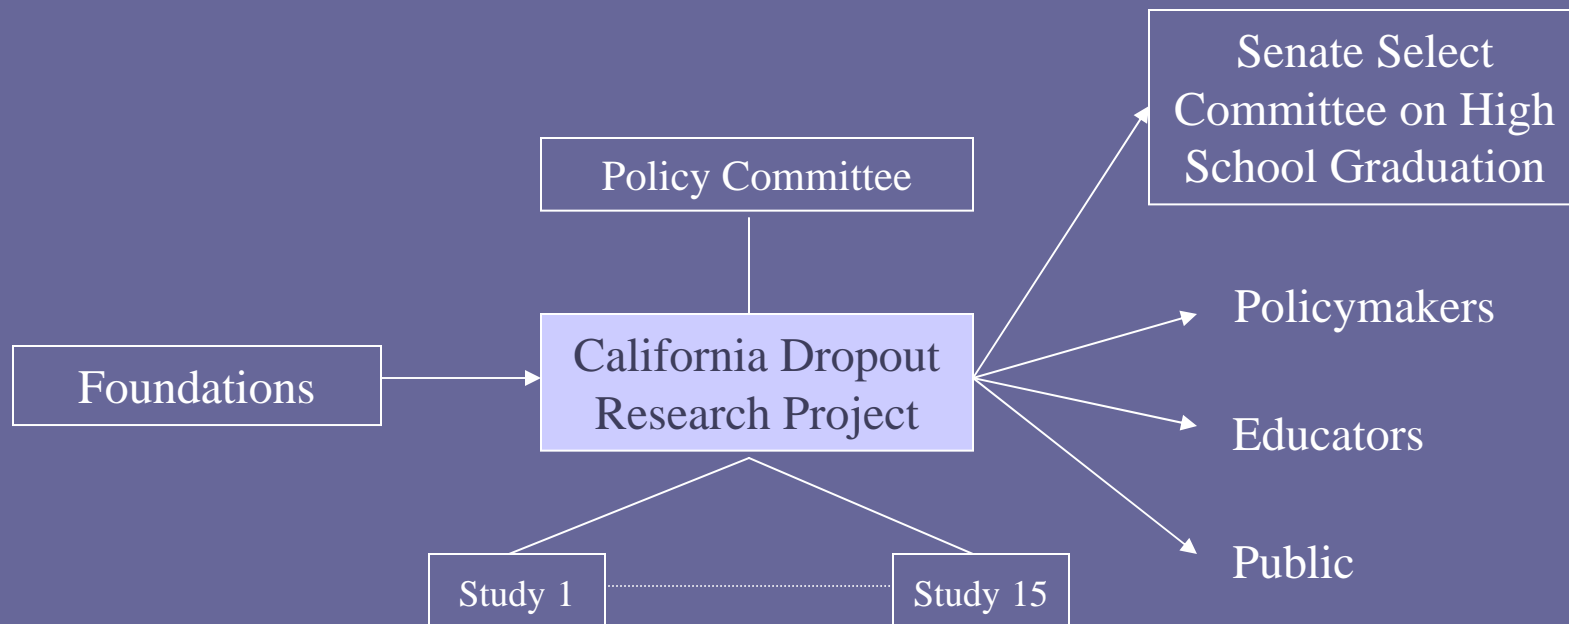 Senate Select
Committee on High
School Graduation
Policy Committee
Policymakers
Foundations
California Dropout
Research Project
Educators
Public
Study 1
Study 15